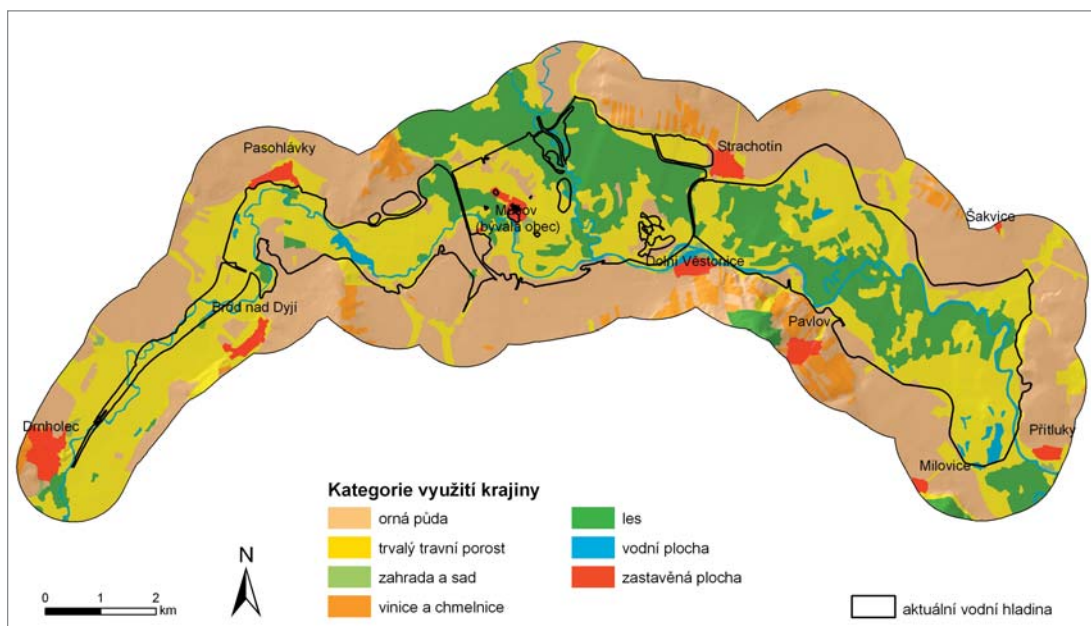 Pasohlávky
Strachotín
Mušov
(bývalá obec)
Šakvice
Dolní Věstonice
Brod nad Dyjí
Pavlov
Drnholec
Přítluky
Milovice
Kategorie využití krajiny
orná půda
trvalý travní porost
zahrada a sad
vinice a chmelnice
les
vodní plocha
zastavěná plocha
aktuální vodní hladina
N
0 1 2
km